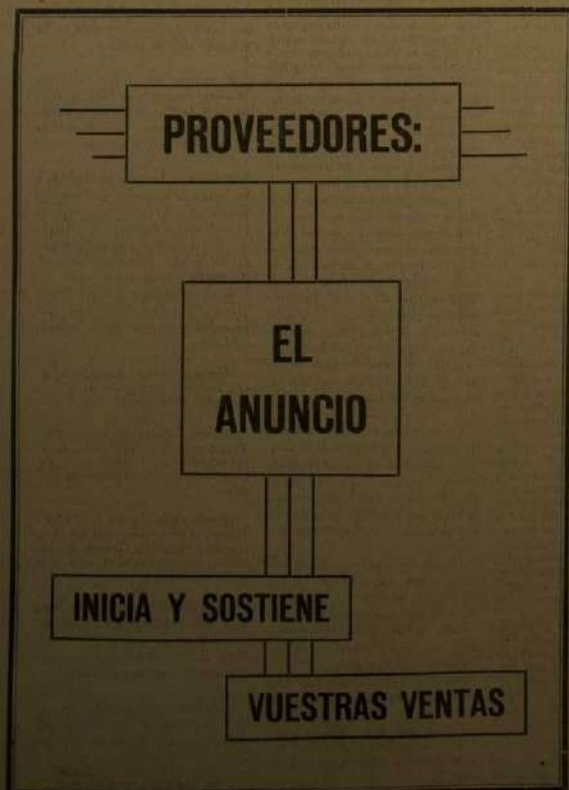 PROVEEDORES:
EL
ANUNCIO
INICIA Y SOSTIENE
VUESTRAS VENTAS